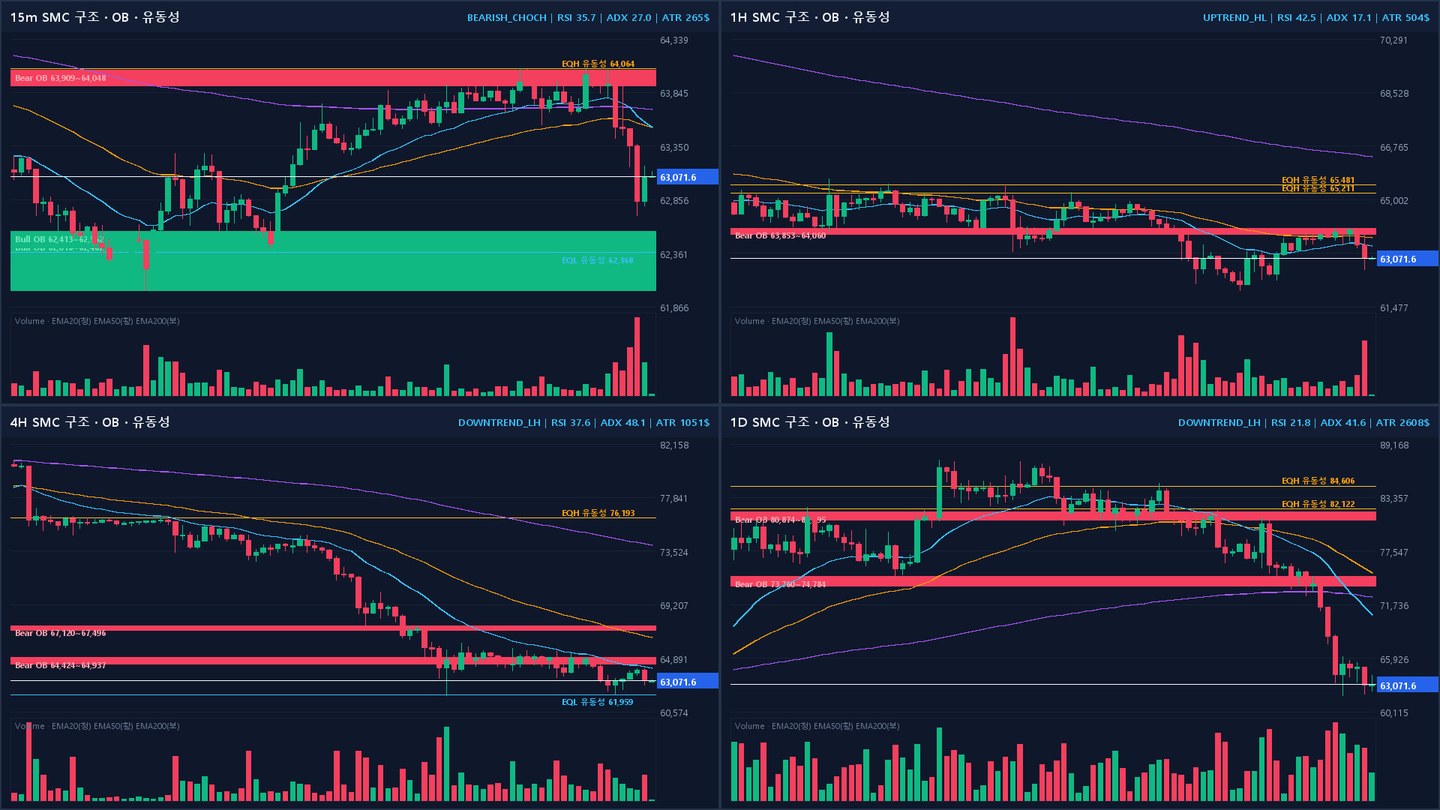 15m SMC 구조 · OB · 유동성
BEARISH_CHOCH | RSI 35.7 | ADX 27.0 | ATR 265$
64,339
EQH 유동성 64,064
Bear OB 63,909~64,048
63,845
63,350
63,071.6
62,856
Bull OB 62,413~62,
EQL 유동성
62,361
61,866
Volume · EMA20(청) EMA50(황) EMA200(보)
1H SMC 구조 · OB · 유동성
UPTREND_HL | RSI 42.5 | ADX 17.1 | ATR 504$
70,291
68,528
66,765
EQH 유동성 65,481
EQH 유동성 65,211
65,002
Bear OB 63,853~64,060
63,071.6
61,477
Volume · EMA20(청) EMA50(황) EMA200(보)
4H SMC 구조 · OB · 유동성
DOWNTREND_LH | RSI 37.6 | ADX 48.1 | ATR 1051$
82,158
77,841
EQH 유동성 76,193
73,524
69,207
Bear OB 67,120~67,496
64,891
Bear OB 64,424~64,937
63,071.6
EQL 유동성 61,959
60,574
Volume · EMA20(청) EMA50(황) EMA200(보)
1D SMC 구조 · OB · 유동성
DOWNTREND_LH | RSI 21.8 | ADX 41.6 | ATR 2608$
89,168
EQH 유동성 84,606
83,357
EQH 유동성 82,122
Bear OB
77,547
Bear OB 73,760~74,784
71,736
65,926
63,071.6
60,115
Volume · EMA20(청) EMA50(황) EMA200(보)